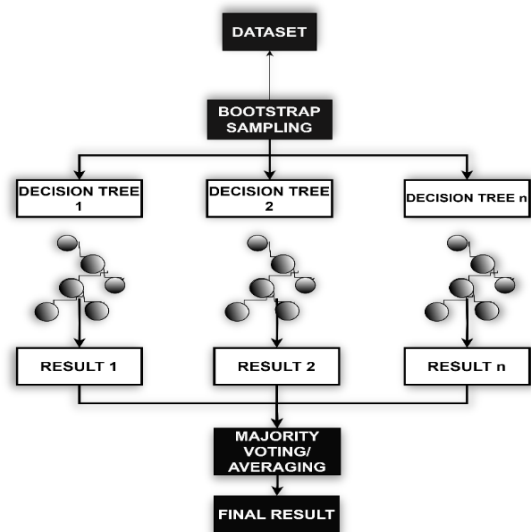 DATASET
BOOTSTRAP
SAMPLING
DECISION TREE
1
DECISION TREE
2
DECISION TREE n
RESULT 1
RESULT 2
RESULT n
MAJORITY
VOTING/
AVERAGING
FINAL RESULT